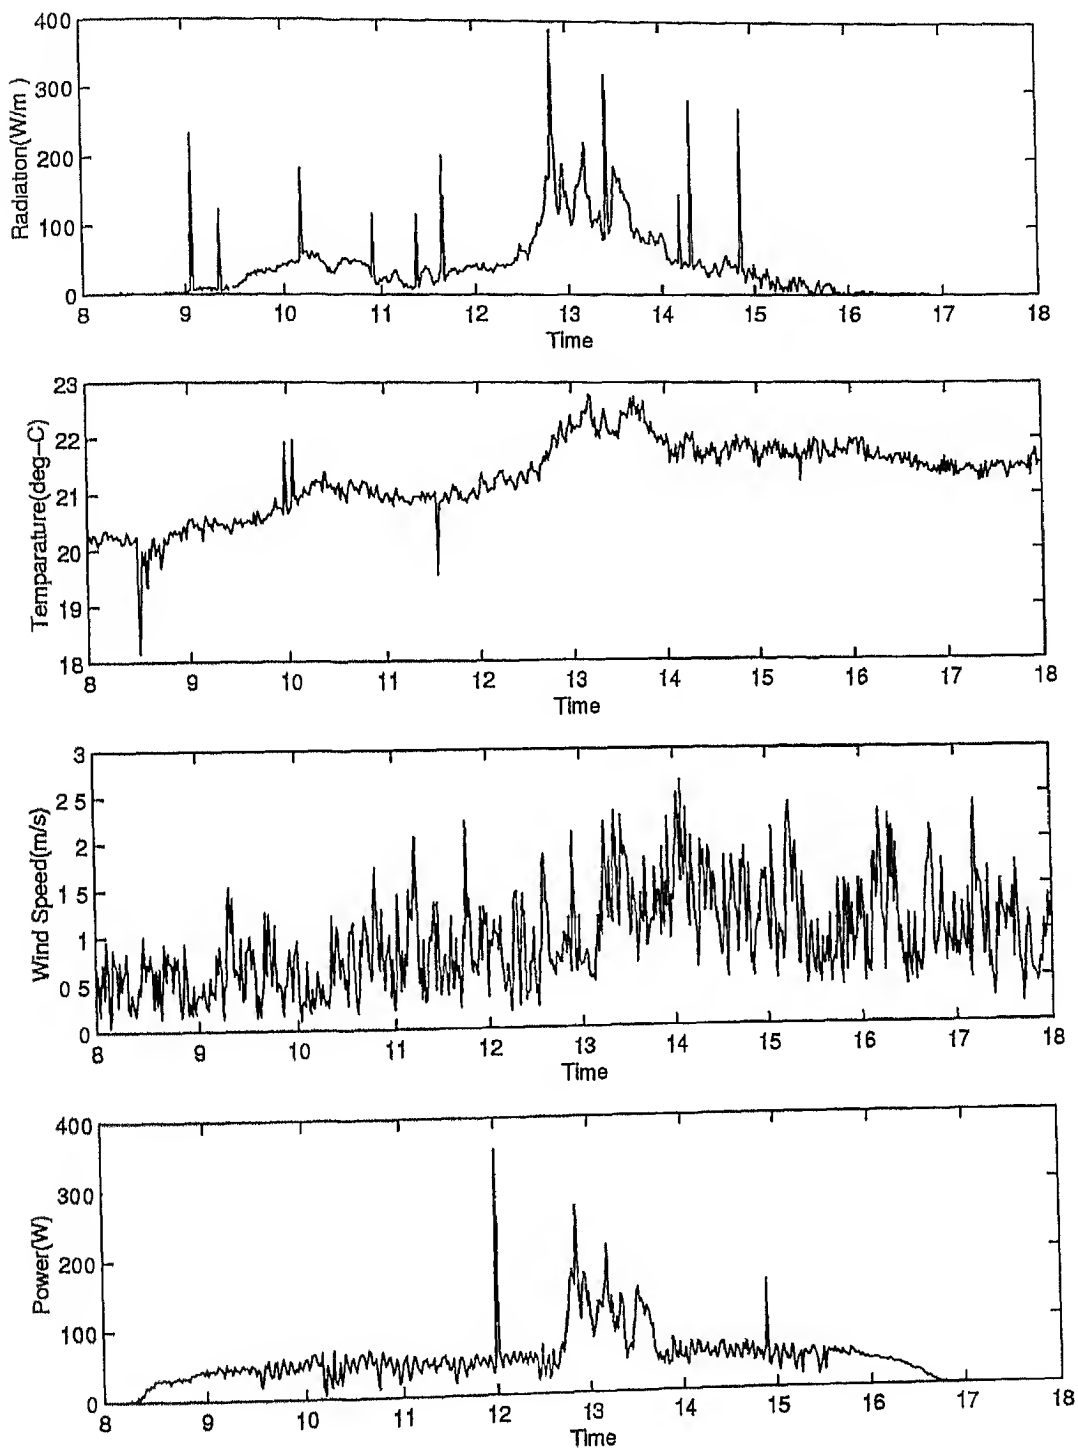 Radiation(W/m )
400
300
200
100
0
8 9 10 11 12 13 14 15 16 17 18
Time
Temparature(deg–C)
23
22
21
20
19
18
8 9 10 11 12 13 14 15 16 17 18
Time
Wind Speed(m/s)
3
2 5
2
1 5
1
0 5
0
8 9 10 11 12 13 14 15 16 17 18
Time
Power(W)
400
300
200
100
0
8 9 10 11 12 13 14 15 16 17 18
Time